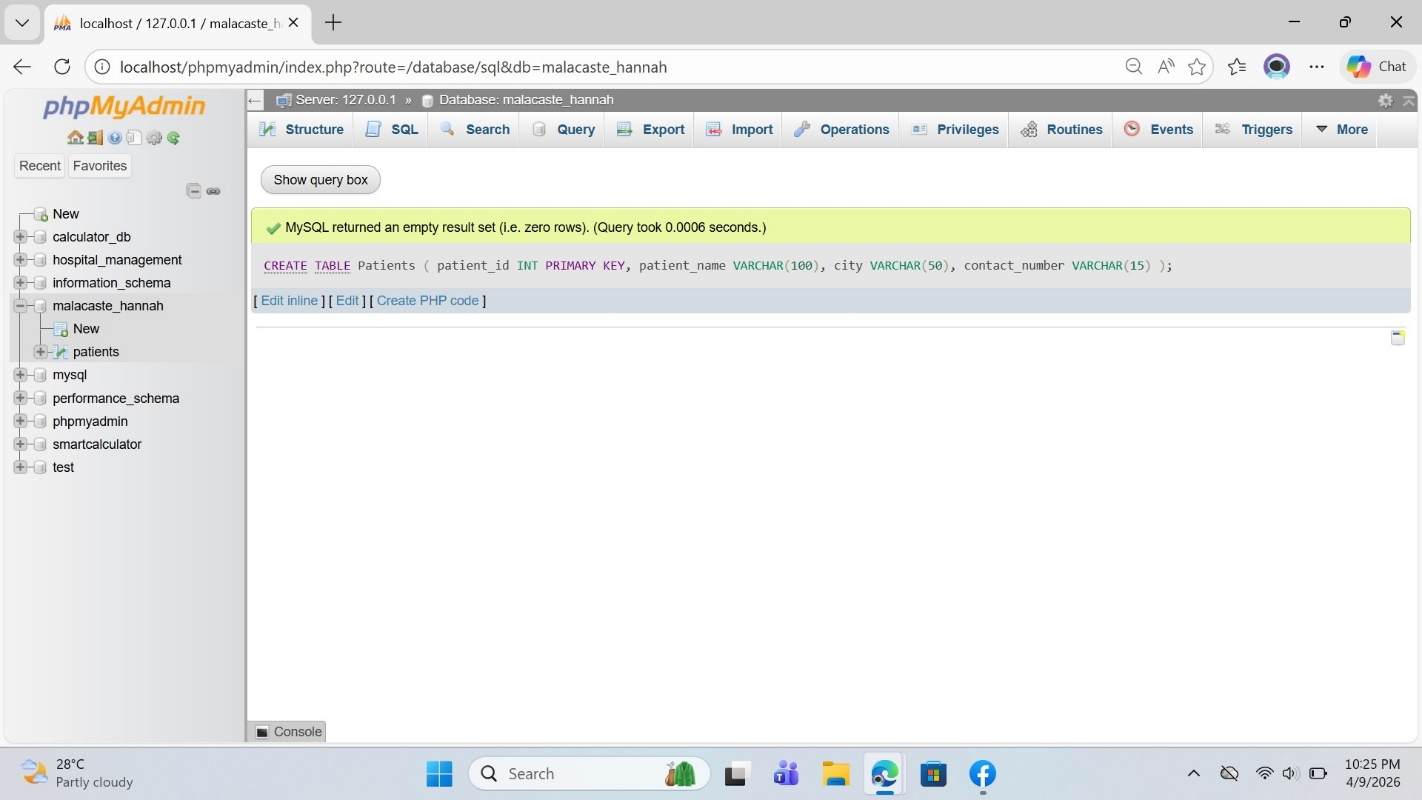 localhost / 127.0.0.1 / malacaste_h
localhost/phpmyadmin/index.php?route=/database/sql&db=malacaste_hannah
Chat
phpMyAdmin
Recent Favorites
New
calculator_db
hospital_management
information_schema
malacaste_hannah
New
patients
mysql
performance_schema
phpmyadmin
smartcalculator
test
Server: 127.0.0.1 » Database: malacaste_hannah
Structure SQL Search Query Export Import Operations Privileges Routines Events Triggers More
Show query box
MySQL returned an empty result set (i.e. zero rows). (Query took 0.0006 seconds.)
CREATE TABLE Patients ( patient_id INT PRIMARY KEY, patient_name VARCHAR(100), city VARCHAR(50), contact_number VARCHAR(15) );
[ Edit inline ] [ Edit ] [ Create PHP code ]
Console
28°C
Partly cloudy
Search
10:25 PM
4/9/2026